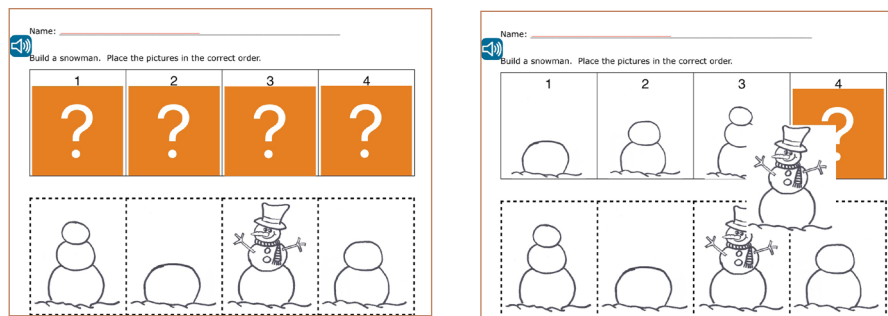 Name:
Build a snowman. Place the pictures in the correct order.
1 2 3 4
? ? ? ?
Name:
Build a snowman. Place the pictures in the correct order.
1 2 3 4
?